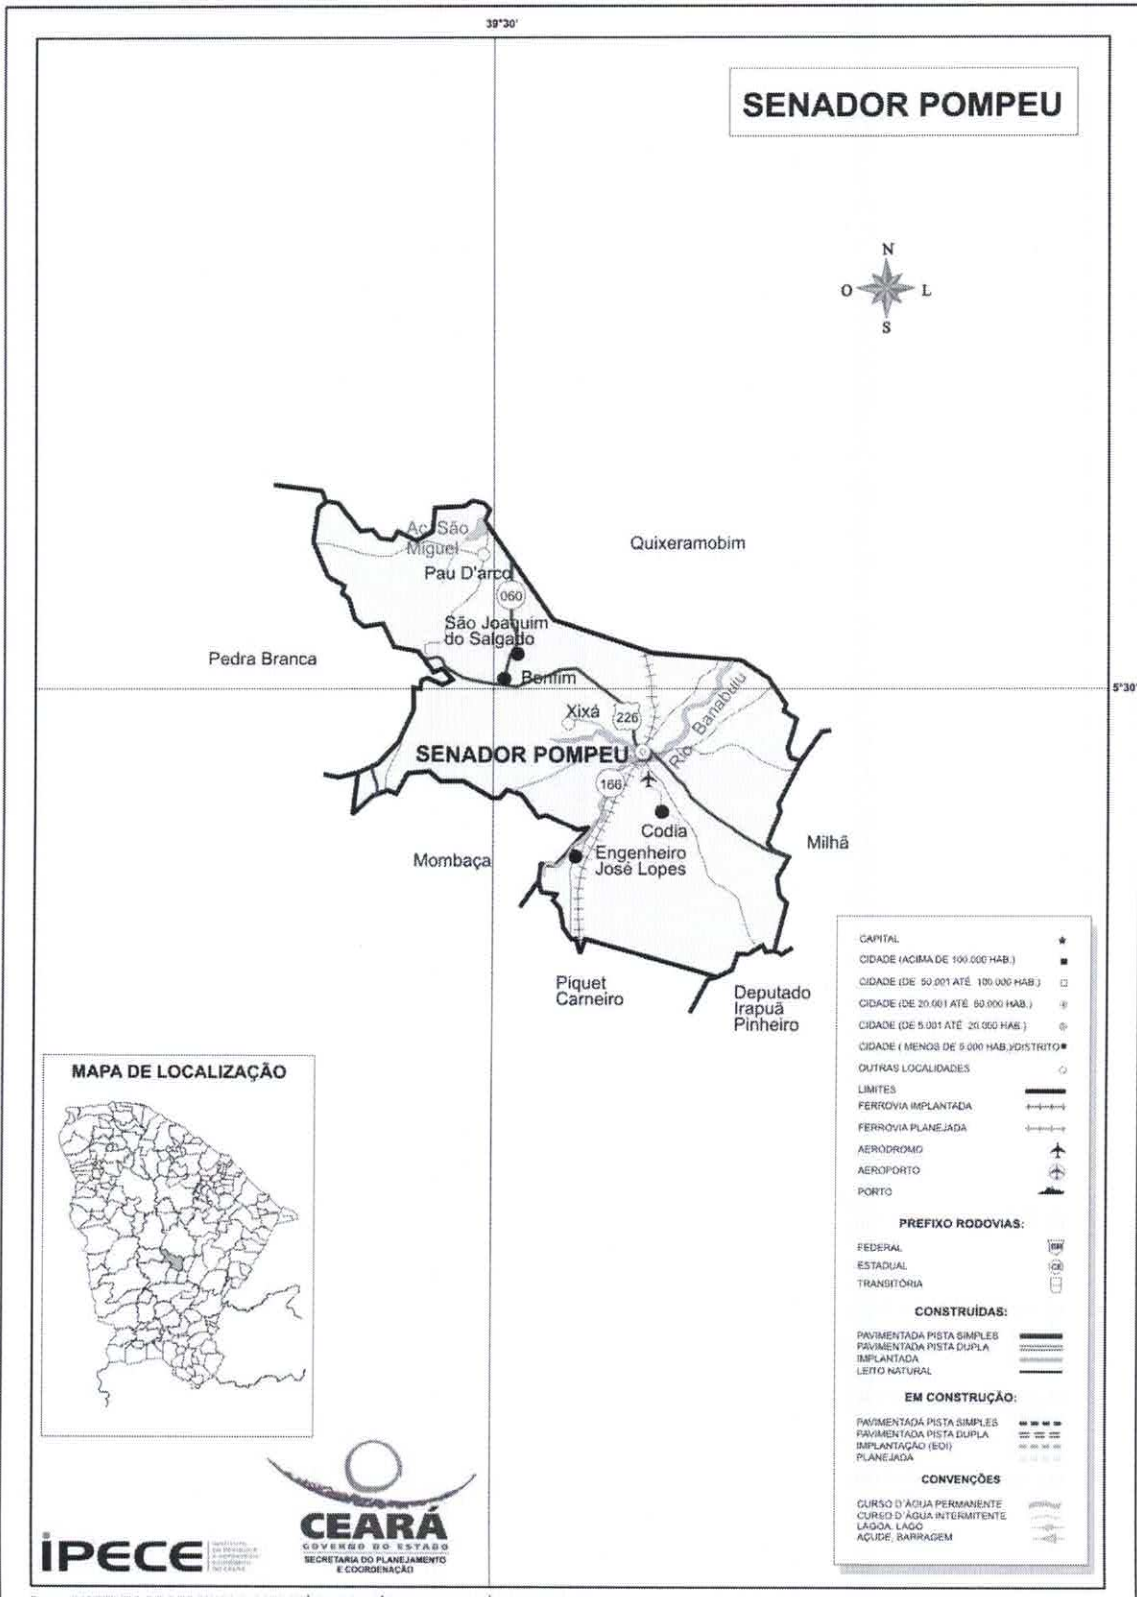 39°30'
SENADOR POMPEU
N
O L
S
Quixeramobim
Aç. São
Miguel
Pau D'arco
060
São Joaquim
do Salgado
Pedra Branca
Bonfim
5°30'
Xixá
226
Rio Banabuiu
SENADOR POMPEU
166
Codia
Milhã
Mombaça
Engenheiro
José Lopes
Piquet
Carneiro
Deputado
Irapuã
Pinheiro
CAPITAL
CIDADE (ACIMA DE 100.000 HAB.)
CIDADE (DE 50.001 ATÉ 100.000 HAB.)
CIDADE (DE 20.001 ATÉ 50.000 HAB.)
CIDADE (DE 5.001 ATÉ 20.000 HAB.)
CIDADE ( MENOS DE 5.000 HAB.)/DISTRITO
OUTRAS LOCALIDADES
LIMITES
FERROVIA IMPLANTADA
FERROVIA PLANEJADA
AERÓDROMO
AEROPORTO
PORTO
PREFIXO RODOVIAS:
FEDERAL BR
ESTADUAL CE
TRANSITÓRIA
CONSTRUÍDAS:
PAVIMENTADA PISTA SIMPLES
PAVIMENTADA PISTA DUPLA
IMPLANTADA
LEITO NATURAL
EM CONSTRUÇÃO:
PAVIMENTADA PISTA SIMPLES
PAVIMENTADA PISTA DUPLA
IMPLANTAÇÃO (EOI)
PLANEJADA
CONVENÇÕES
CURSO D'ÁGUA PERMANENTE
CURSO D'ÁGUA INTERMITENTE
LAGOA, LAGO
AÇUDE, BARRAGEM
MAPA DE LOCALIZAÇÃO
CEARÁ
GOVERNO DO ESTADO
SECRETARIA DO PLANEJAMENTO
E COORDENAÇÃO
IPECE